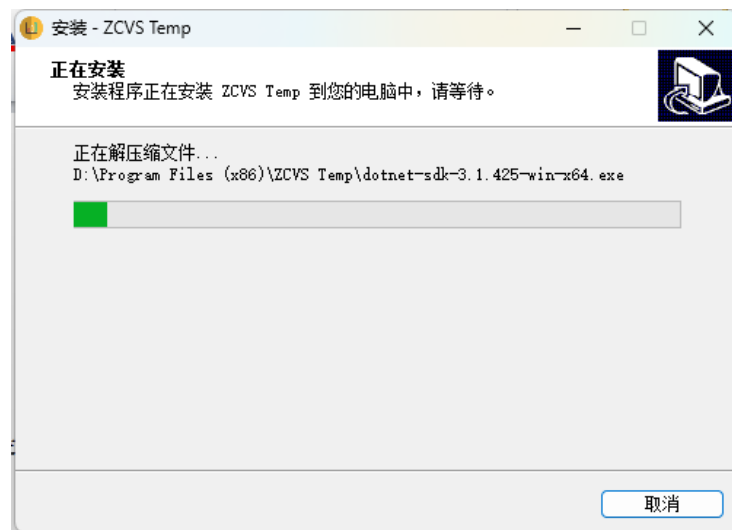 安装 - ZCVS Temp
正在安装
安装程序正在安装 ZCVS Temp 到您的电脑中，请等待。
正在解压缩文件...
D:\Program Files (x86)\ZCVS Temp\dotnet-sdk-3.1.425-win-x64.exe
取消